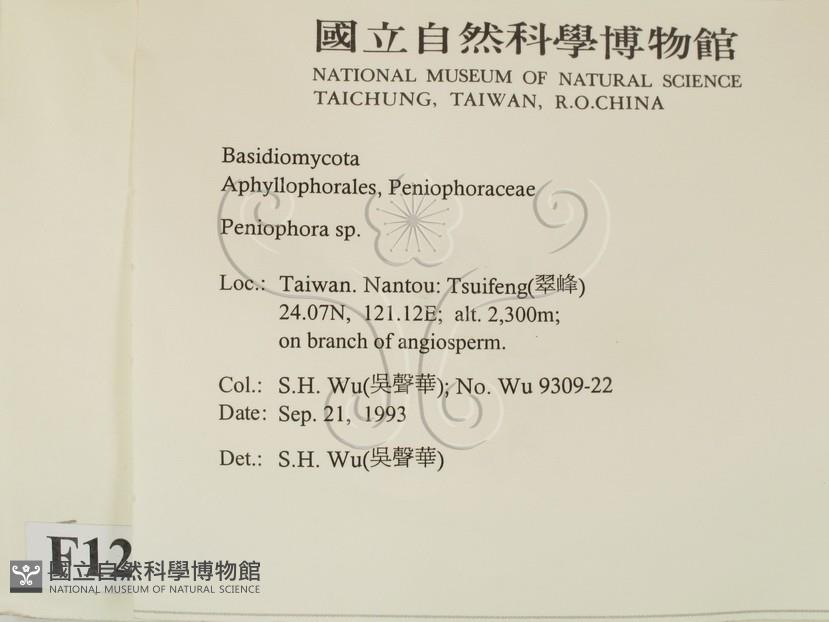 國立自然科學博物館
NATIONAL MUSEUM OF NATURAL SCIENCE
TAICHUNG, TAIWAN, R.O.CHINA
Basidiomycota
Aphyllophorales, Peniophoraceae
Peniophora sp.
Loc.: Taiwan. Nantou: Tsuifeng(翠峰)
24.07N, 121.12E; alt. 2,300m;
on branch of angiosperm.
Col.: S.H. Wu(吳聲華); No. Wu 9309-22
Date: Sep. 21, 1993
Det.: S.H. Wu(吳聲華)
F12
國立自然科學博物館
NATIONAL MUSEUM OF NATURAL SCIENCE